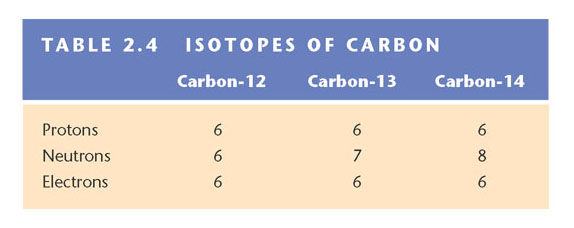 TABLE 2.4 ISOTOPES OF CARBON
Carbon-12 Carbon-13 Carbon-14
Protons 6 6 6
Neutrons 6 7 8
Electrons 6 6 6